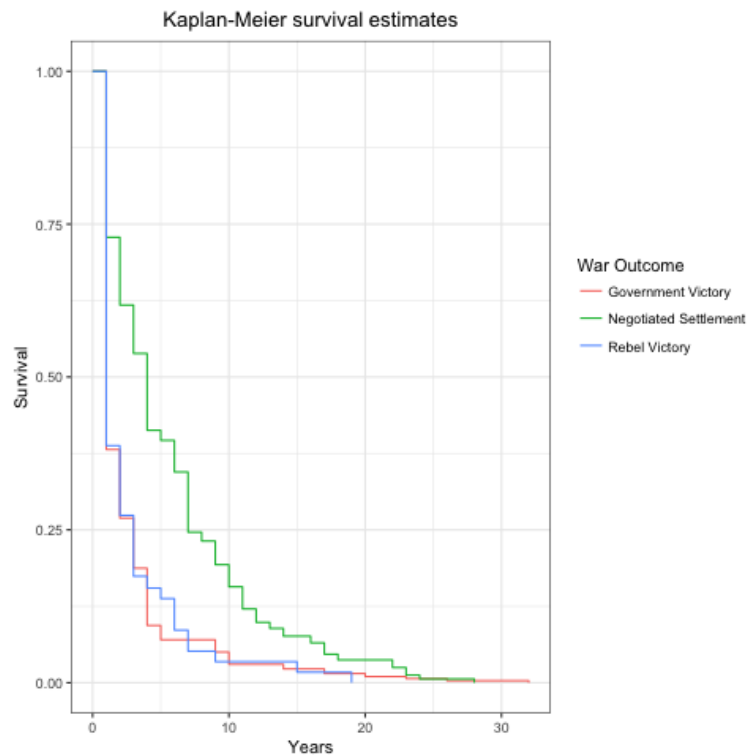 Kaplan-Meier survival estimates
1.00
0.75
0.50
0.25
0.00
Survival
0
10
20
30
Years
War Outcome
Government Victory
Negotiated Settlement
Rebel Victory